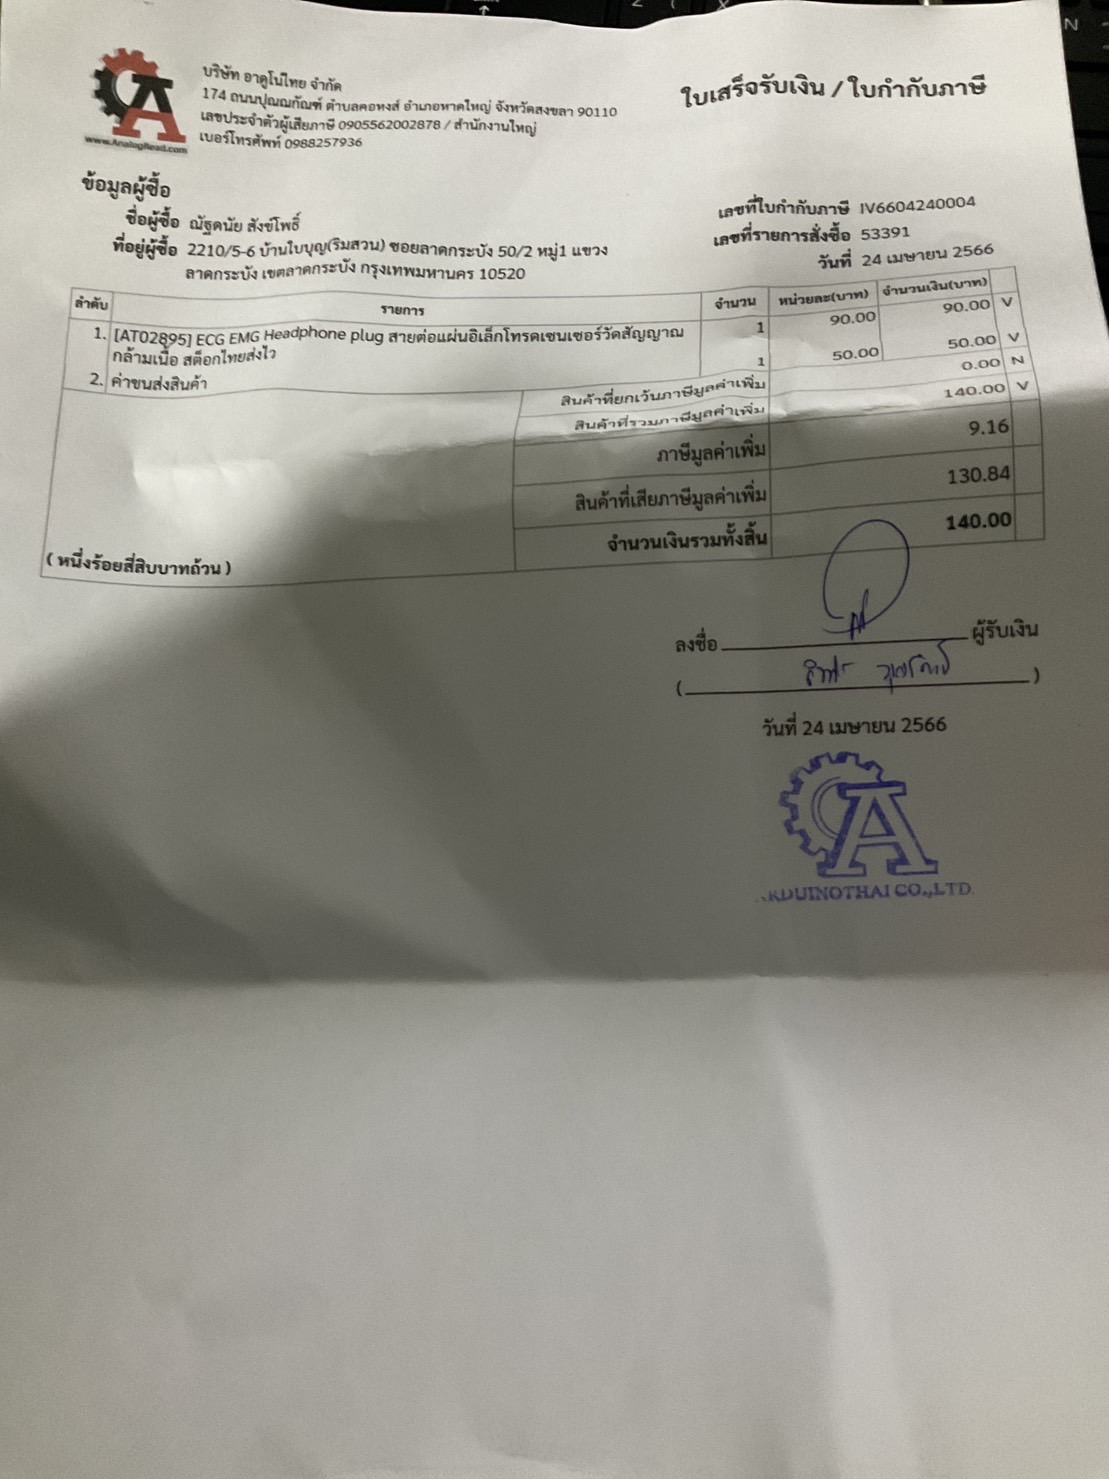 บริษัท อาดูโน่ไทย จำกัด
174 ถนนปุณณกัณฑ์ ตำบลคอหงส์ อำเภอหาดใหญ่ จังหวัดสงขลา 90110
เลขประจำตัวผู้เสียภาษี 0905562002878 / สำนักงานใหญ่
เบอร์โทรศัพท์ 0988257936
www.AnalogRead.com
ใบเสร็จรับเงิน / ใบกำกับภาษี
ข้อมูลผู้ซื้อ
ชื่อผู้ซื้อ ณัฐดนัย สังข์โพธิ์
ที่อยู่ผู้ซื้อ 2210/5-6 บ้านใบบุญ(ริมสวน) ซอยลาดกระบัง 50/2 หมู่1 แขวง
ลาดกระบัง เขตลาดกระบัง กรุงเทพมหานคร 10520
เลขที่ใบกำกับภาษี IV6604240004
เลขที่รายการสั่งซื้อ 53391
วันที่ 24 เมษายน 2566
ลำดับ รายการ จำนวน หน่วยละ(บาท) จำนวนเงิน(บาท)
1. [AT02895] ECG EMG Headphone plug สายต่อแผ่นอิเล็กโทรดเซนเซอร์วัดสัญญาณ 1 90.00 90.00 V
กล้ามเนื้อ สต็อกไทยส่งไว
2. ค่าขนส่งสินค้า 1 50.00 50.00 V
สินค้าที่ยกเว้นภาษีมูลค่าเพิ่ม 0.00 N
สินค้าที่รวมภาษีมูลค่าเพิ่ม 140.00 V
ภาษีมูลค่าเพิ่ม 9.16
สินค้าที่เสียภาษีมูลค่าเพิ่ม 130.84
จำนวนเงินรวมทั้งสิ้น 140.00
( หนึ่งร้อยสี่สิบบาทถ้วน )
ลงชื่อ ผู้รับเงิน
( )
วันที่ 24 เมษายน 2566
CO.,LTD.